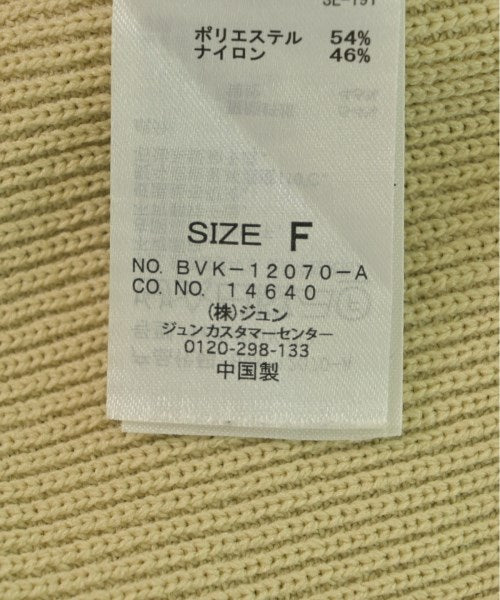 ポリエステル 54%
ナイロン 46%
SIZE F
NO. BVK-12070-A
CO. NO. 14640
(株)ジュン
ジュンカスタマーセンター
0120-298-133
中国製